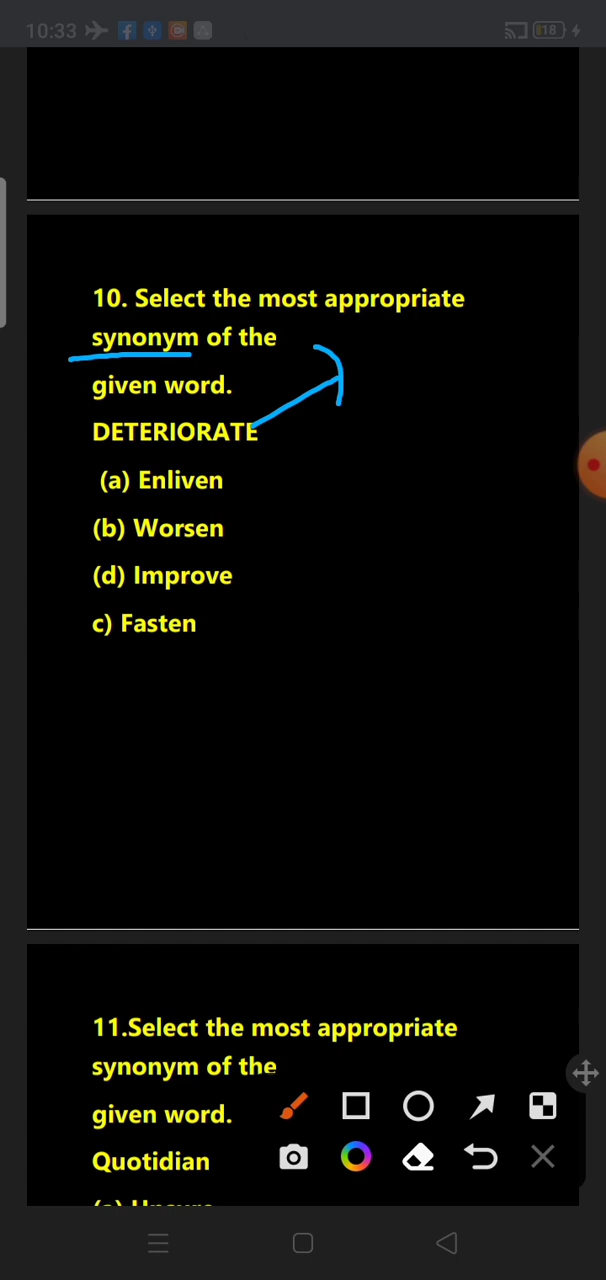 10:33
18
10. Select the most appropriate
synonym of the
given word.
DETERIORATE
(a) Enliven
(b) Worsen
(d) Improve
c) Fasten
11.Select the most appropriate
synonym of the
given word.
Quotidian